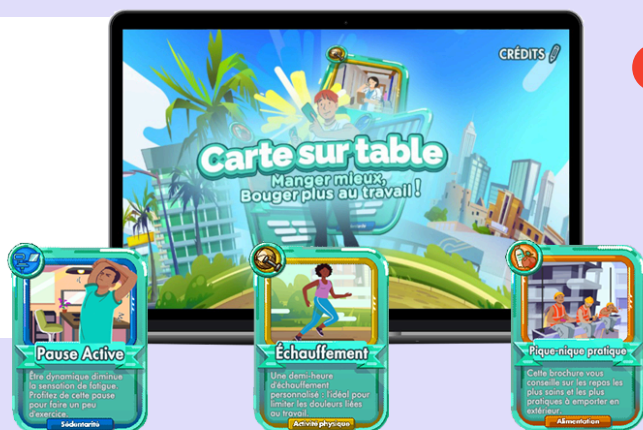 CRÉDITS
Carte sur table
Manger mieux,
Bouger plus au travail !
Pause Active
Être dynamique diminue
la sensation de fatigue.
Profitez de cette pause
pour faire un peu
d'exercice.
Sédentarité
Échauffement
Une demi-heure
d'échauffement
personnalisé : l'idéal pour
limiter les douleurs liées
au travail.
Activité physique
Pique-nique pratique
Cette brochure vous
conseille sur les repas les
plus sains et les plus
pratiques à emporter en
extérieur.
Alimentation